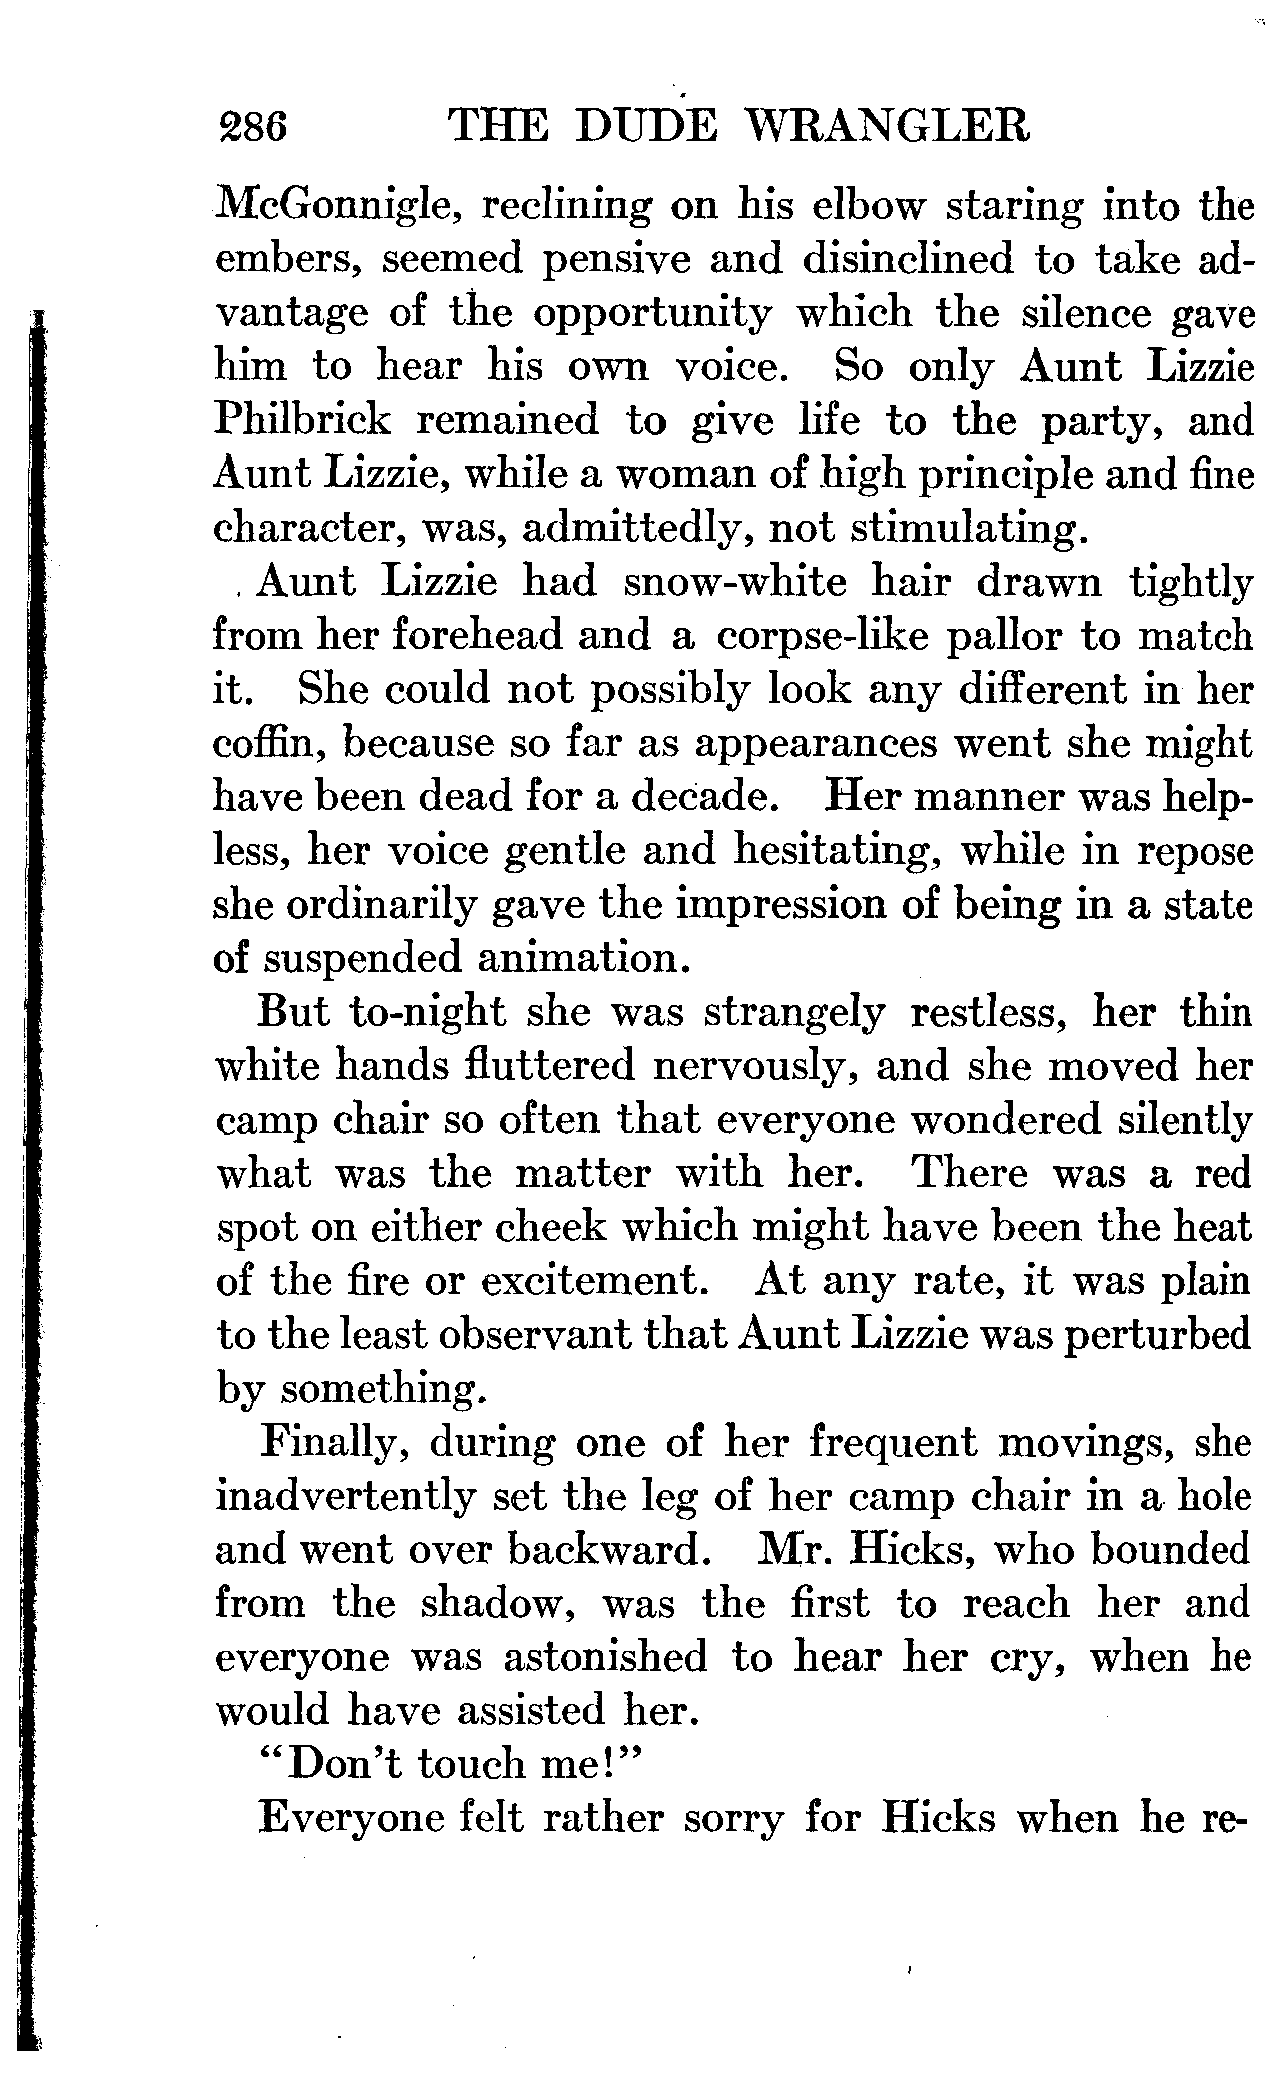 286 THE DUDE WRANGLER
McGonnigle, reclining on his elbow staring into the
embers, seemed pensive and disinclined to take ad-
vantage of the opportunity which the silence gave
him to hear his own voice. So only Aunt Lizzie
Philbrick remained to give life to the party, and
Aunt Lizzie, while a woman of high principle and fine
character, was, admittedly, not stimulating.
Aunt Lizzie had snow-white hair drawn tightly
from her forehead and a corpse-like pallor to match
it. She could not possibly look any different in her
coffin, because so far as appearances went she might
have been dead for a decade. Her manner was help-
less, her voice gentle and hesitating, while in repose
she ordinarily gave the impression of being in a state
of suspended animation.
But to-night she was strangely restless, her thin
white hands fluttered nervously, and she moved her
camp chair so often that everyone wondered silently
what was the matter with her. There was a red
spot on either cheek which might have been the heat
of the fire or excitement. At any rate, it was plain
to the least observant that Aunt Lizzie was perturbed
by something.
Finally, during one of her frequent movings, she
inadvertently set the leg of her camp chair in a hole
and went over backward. Mr. Hicks, who bounded
from the shadow, was the first to reach her and
everyone was astonished to hear her cry, when he
would have assisted her.
"Don't touch me!"
Everyone felt rather sorry for Hicks when he re-